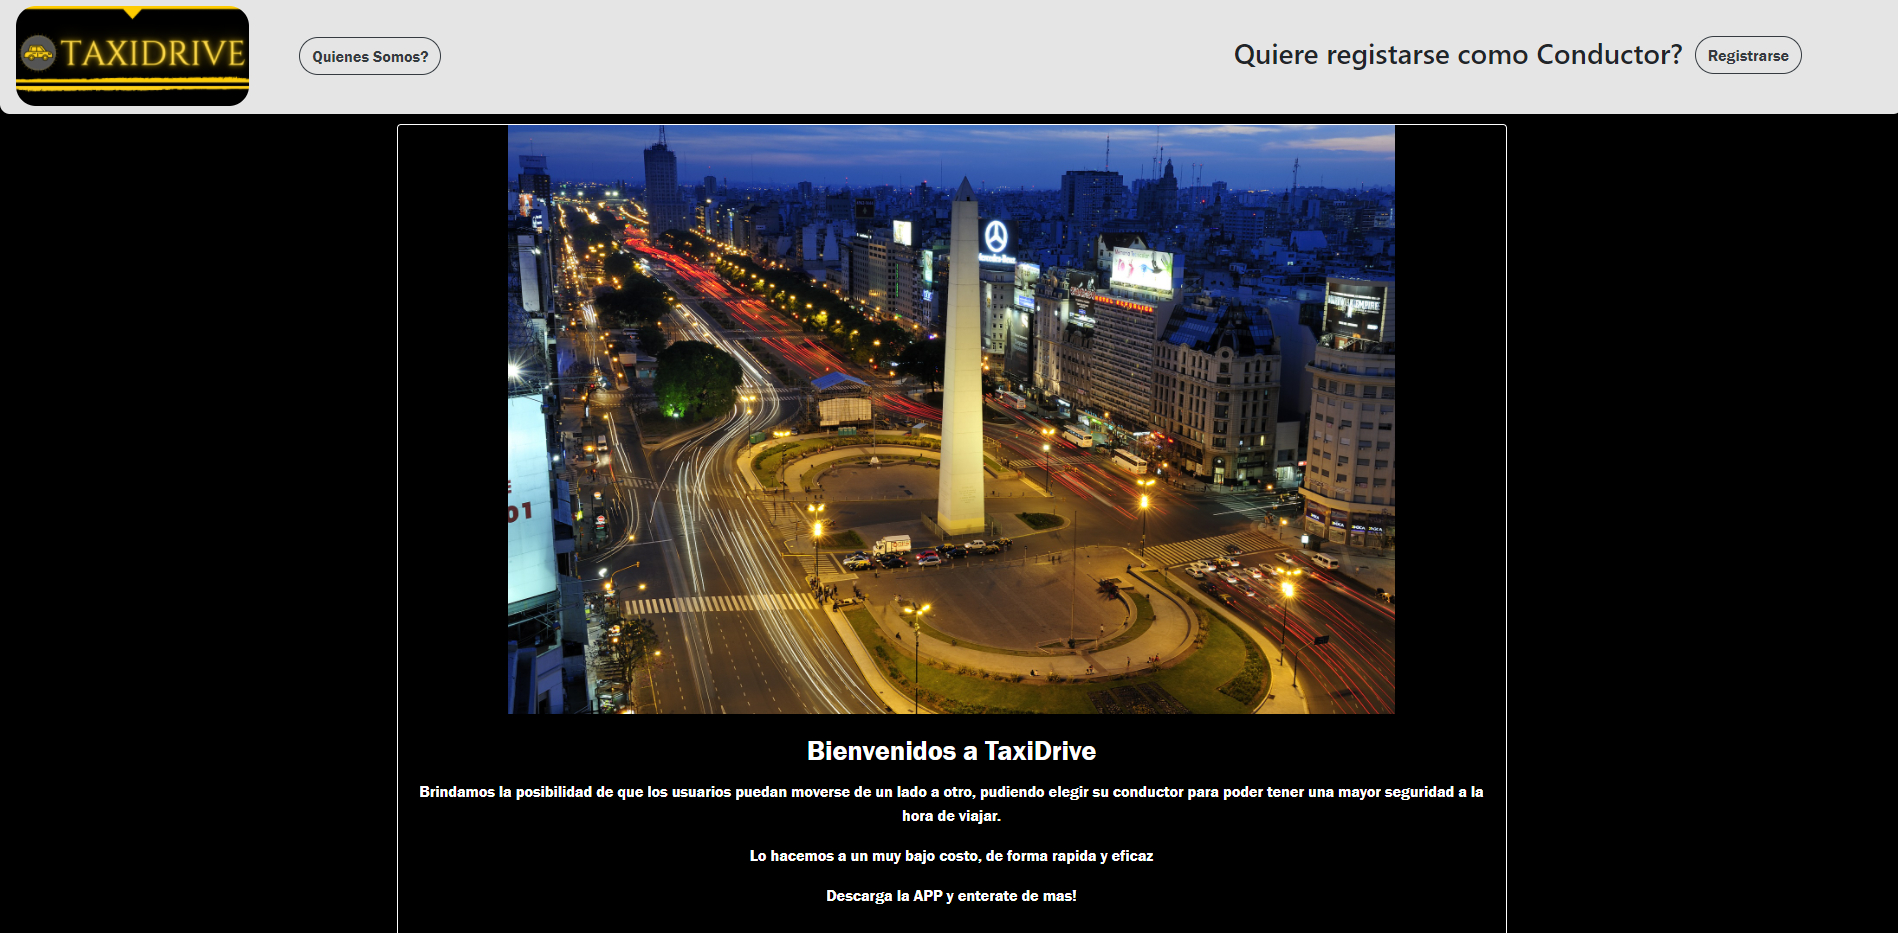 TAXIDRIVE
Quienes Somos?
Quiere registarse como Conductor?
Registrarse
Bienvenidos a TaxiDrive
Brindamos la posibilidad de que los usuarios puedan moverse de un lado a otro, pudiendo elegir su conductor para poder tener una mayor seguridad a la
hora de viajar.
Lo hacemos a un muy bajo costo, de forma rapida y eficaz
Descarga la APP y enterate de mas!